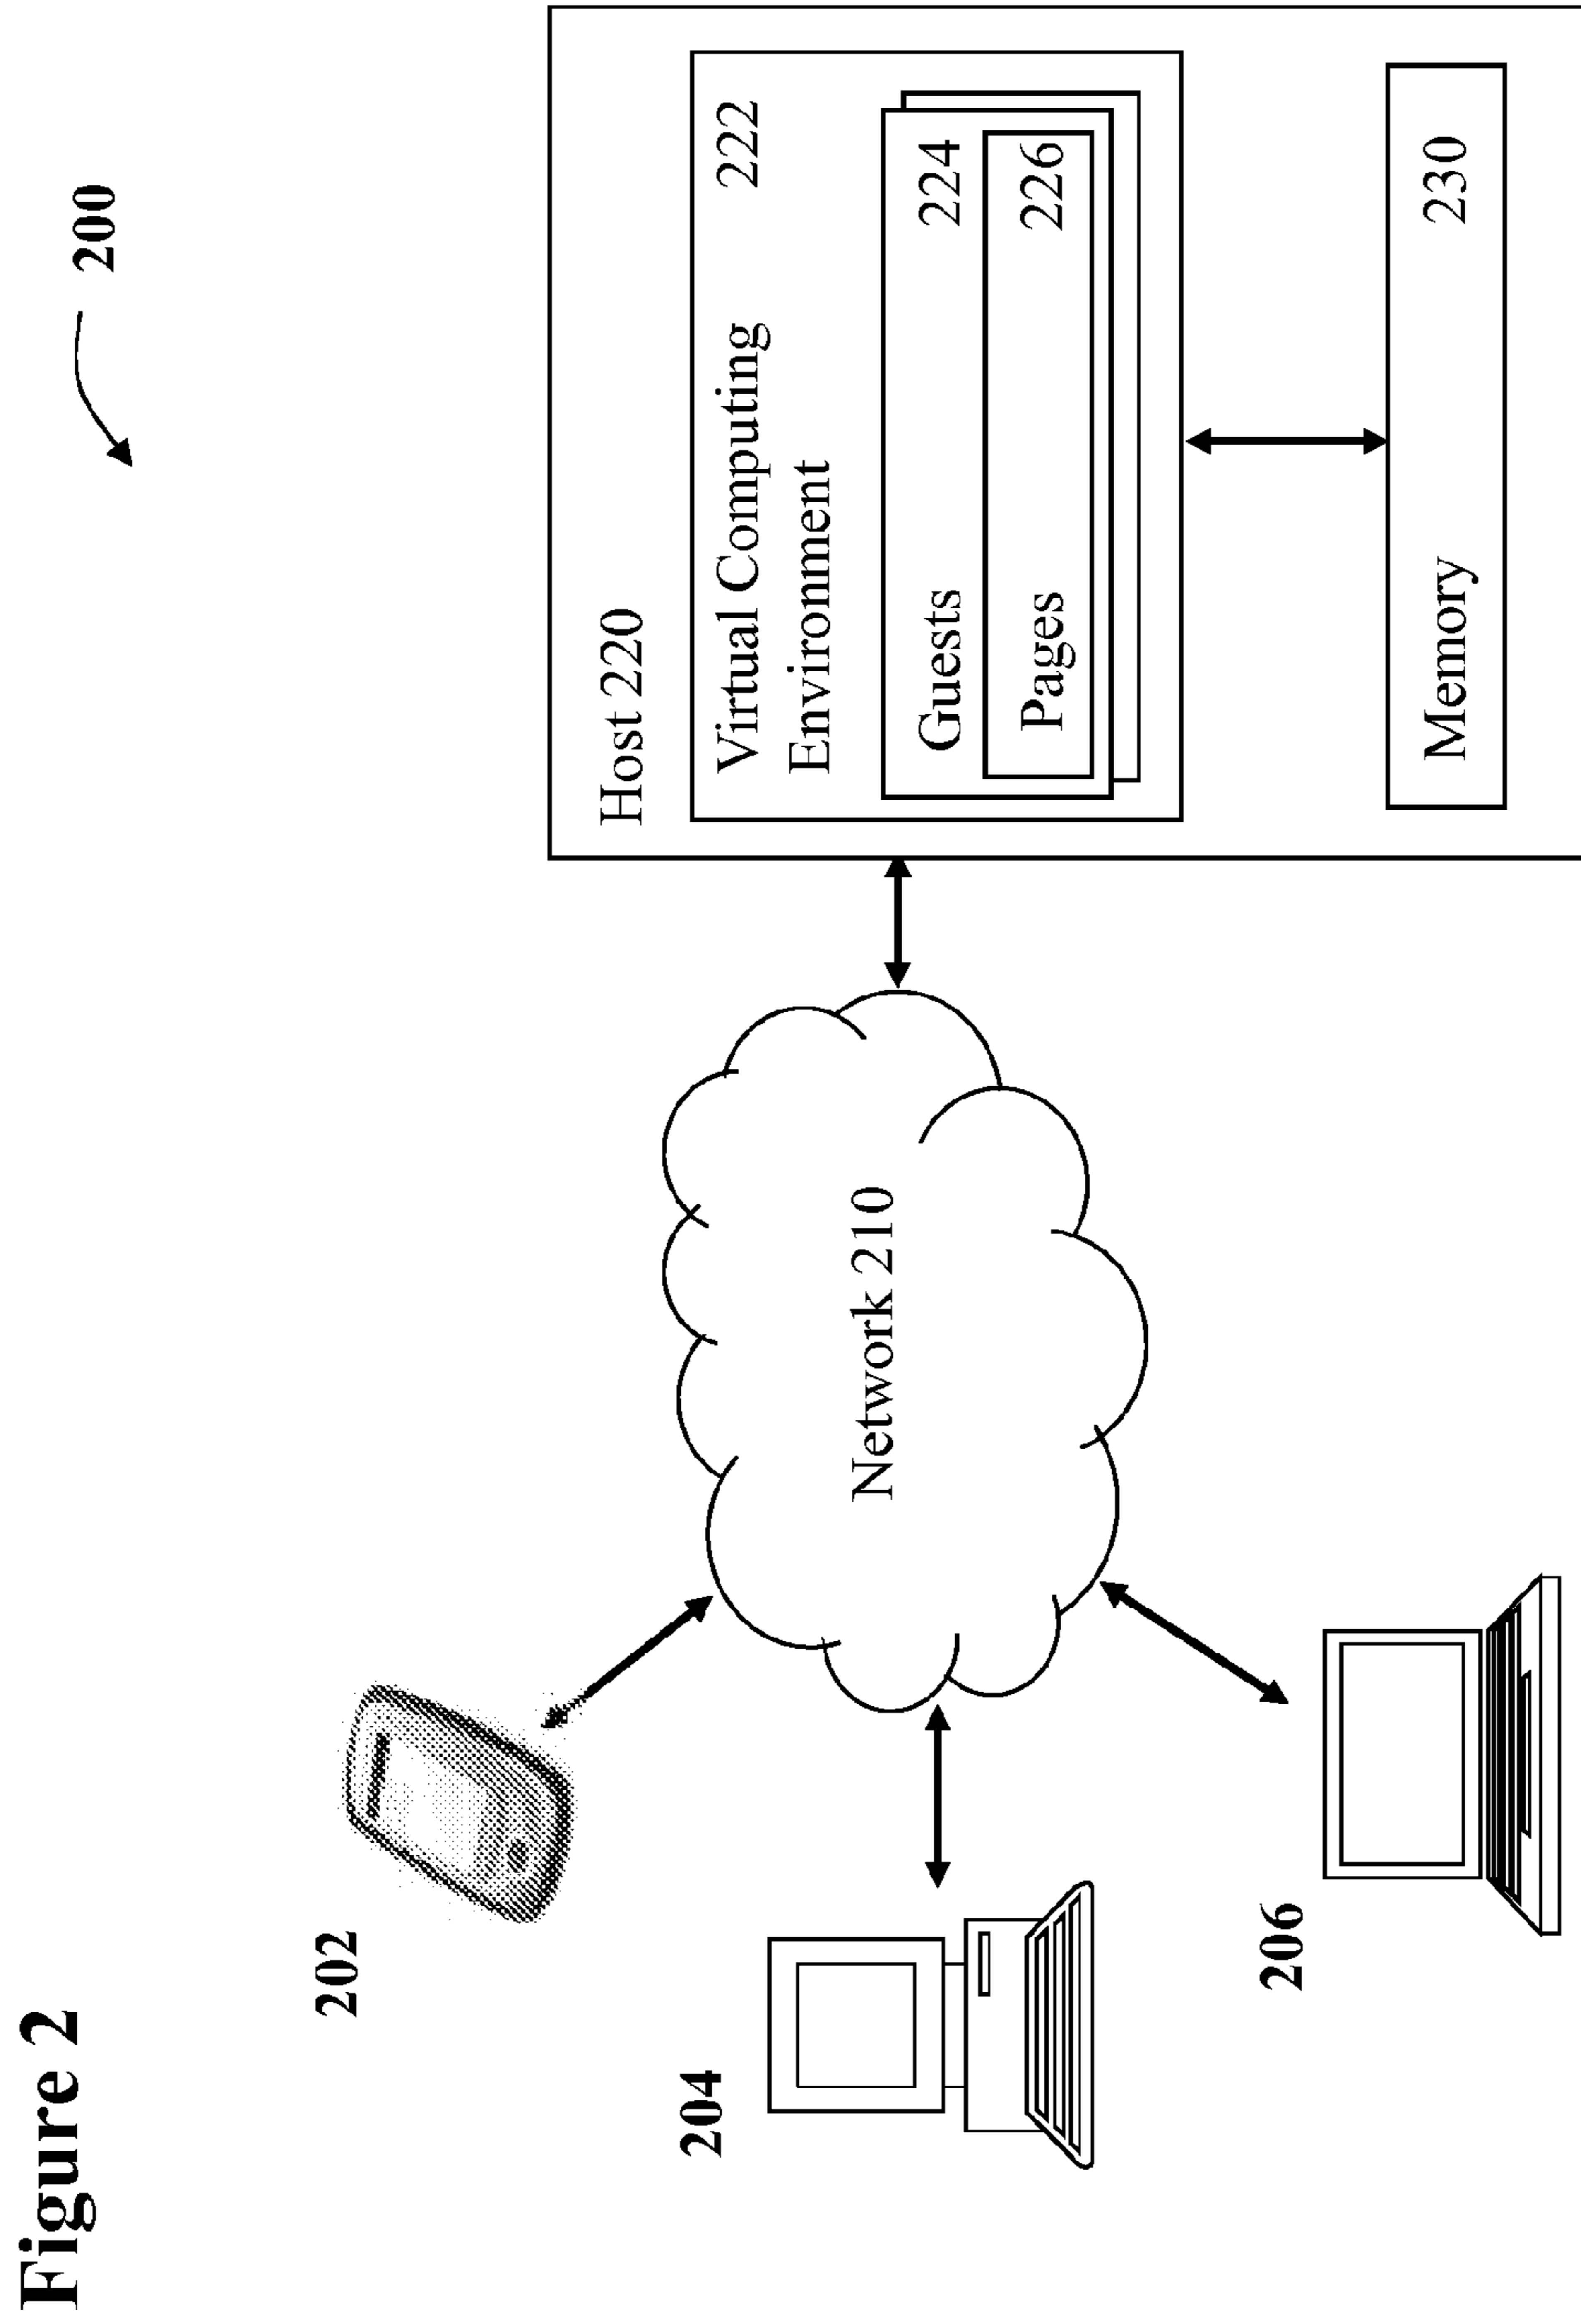 Figure 2
200
202
204
206
Network 210
Host 220
Virtual Computing 222
Environment
Guests 224
Pages 226
Memory 230